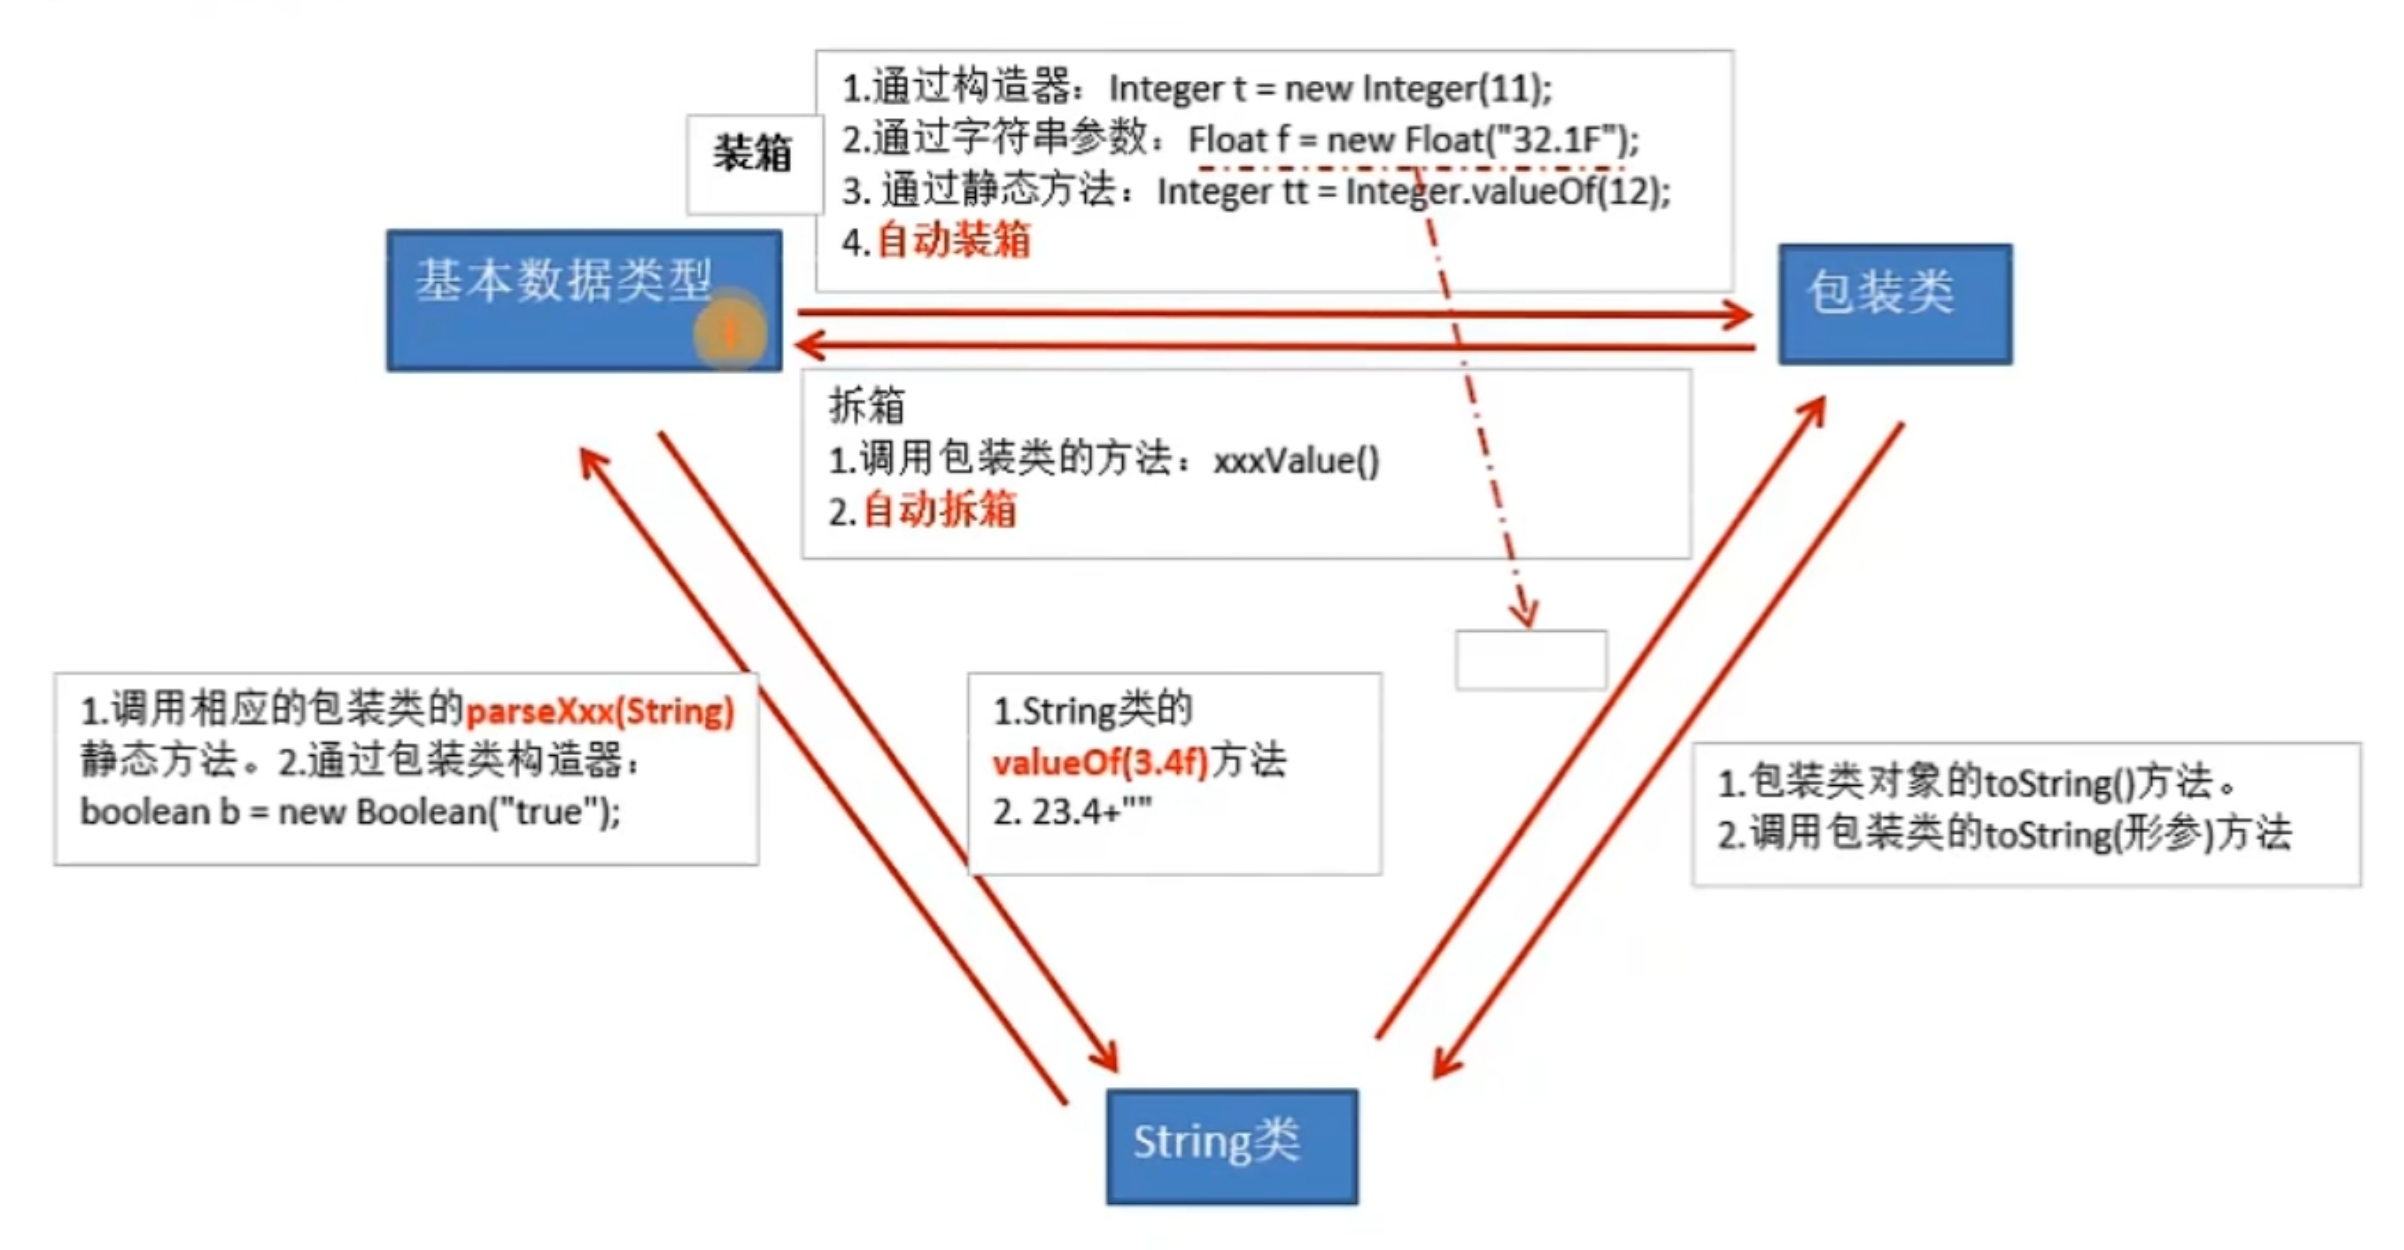 1.通过构造器：Integer t = new Integer(11);
装箱
2.通过字符串参数：Float f = new Float("32.1F");
3. 通过静态方法：Integer tt = Integer.valueOf(12);
4.自动装箱
基本数据类型
包装类
拆箱
1.调用包装类的方法：xxxValue()
2.自动拆箱
1.调用相应的包装类的parseXxx(String)
静态方法。2.通过包装类构造器：
boolean b = new Boolean("true");
1.String类的
valueOf(3.4f)方法
2. 23.4+""
1.包装类对象的toString()方法。
2.调用包装类的toString(形参)方法
String类